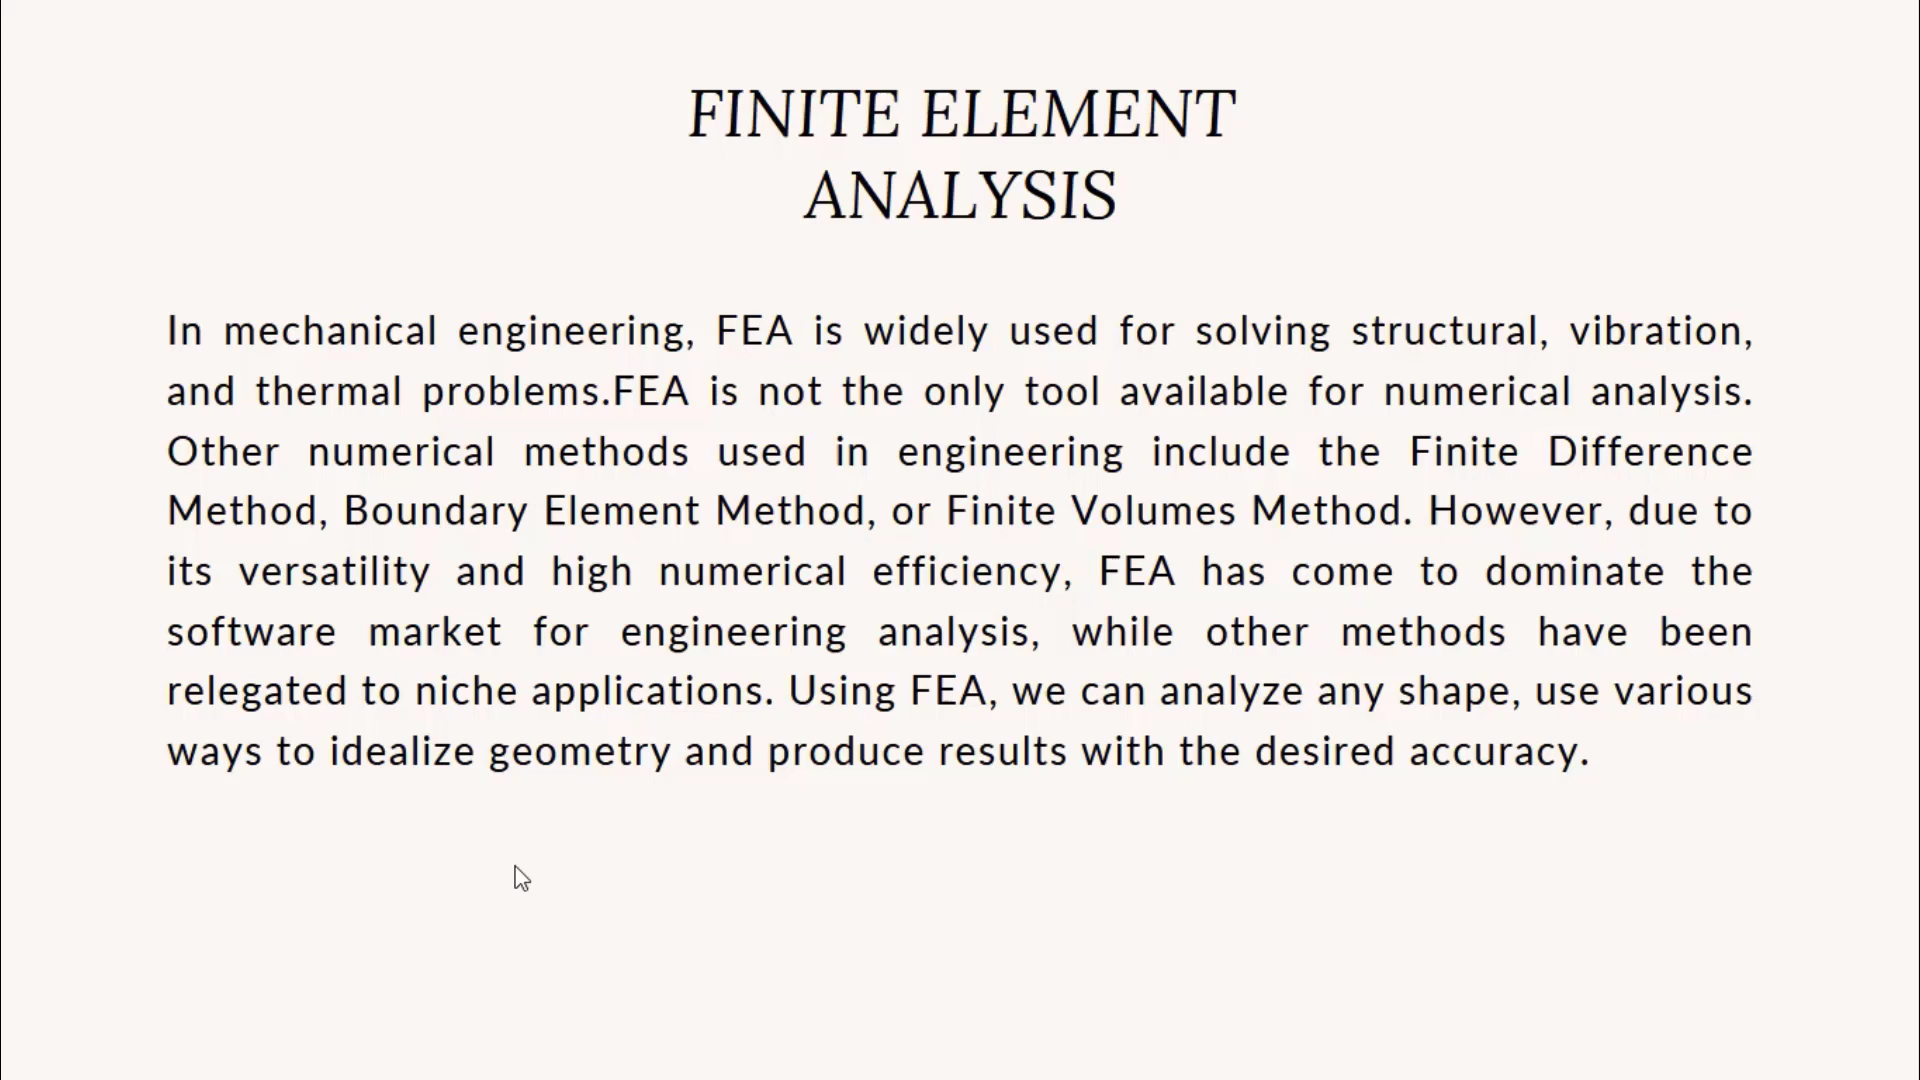 FINITE ELEMENT
ANALYSIS
In mechanical engineering, FEA is widely used for solving structural, vibration,
and thermal problems.FEA is not the only tool available for numerical analysis.
Other numerical methods used in engineering include the Finite Difference
Method, Boundary Element Method, or Finite Volumes Method. However, due to
its versatility and high numerical efficiency, FEA has come to dominate the
software market for engineering analysis, while other methods have been
relegated to niche applications. Using FEA, we can analyze any shape, use various
ways to idealize geometry and produce results with the desired accuracy.